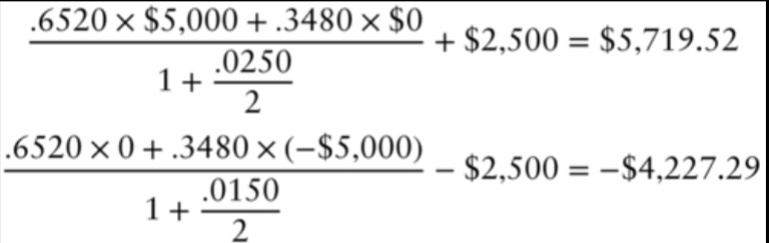 .6520 × $5,000 + .3480 × $0
+ $2,500 = $5,719.52
1 + .0250
2
.6520 × 0 + .3480 × (−$5,000)
− $2,500 = −$4,227.29
1 + .0150
2